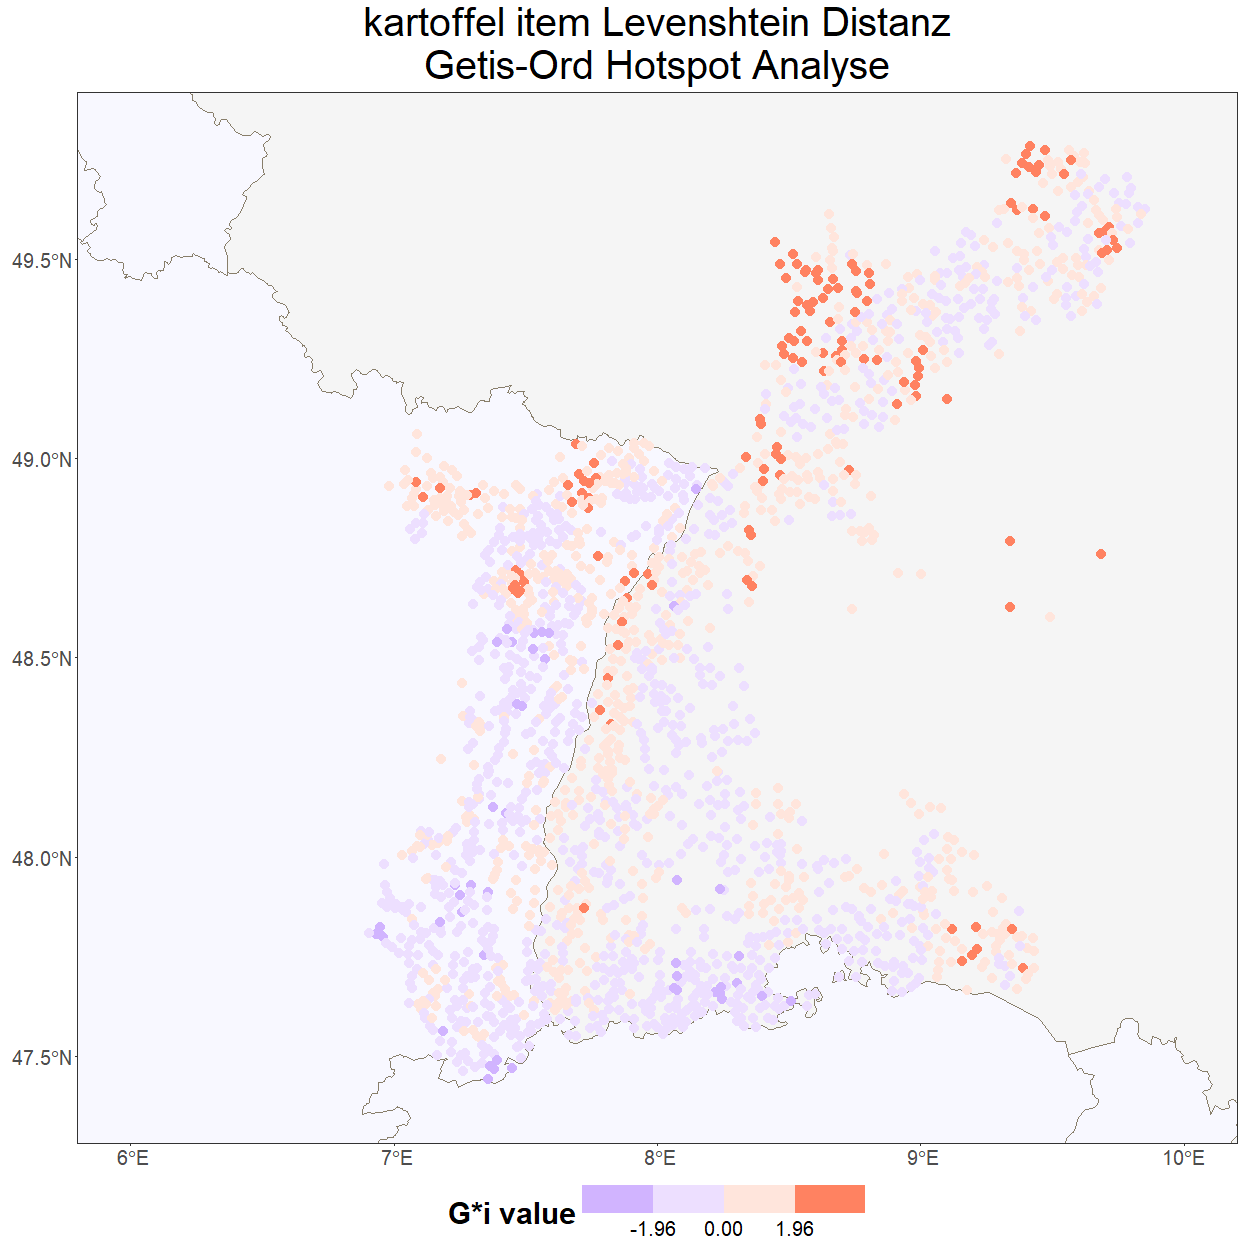 kartoffel item Levenshtein Distanz
Getis-Ord Hotspot Analyse
49.5°N
49.0°N
48.5°N
48.0°N
47.5°N
6°E 7°E 8°E 9°E 10°E
G*i value
-1.96 0.00 1.96